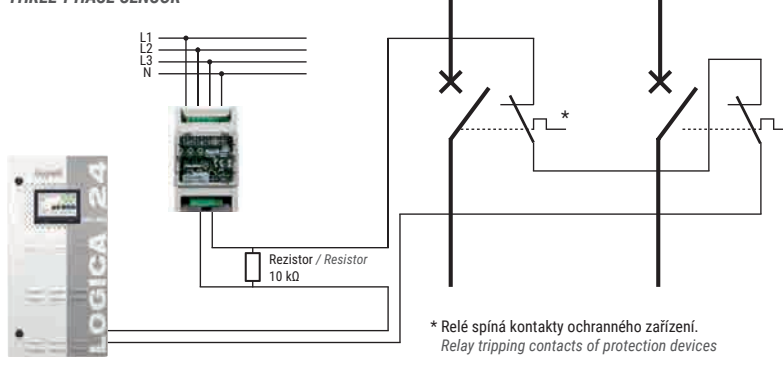 THREE-PHASE SENSOR
L1
L2
L3
N
*
LOGICA 24
Rezistor / Resistor
10 kΩ
* Relé spíná kontakty ochranného zařízení.
Relay tripping contacts of protection devices